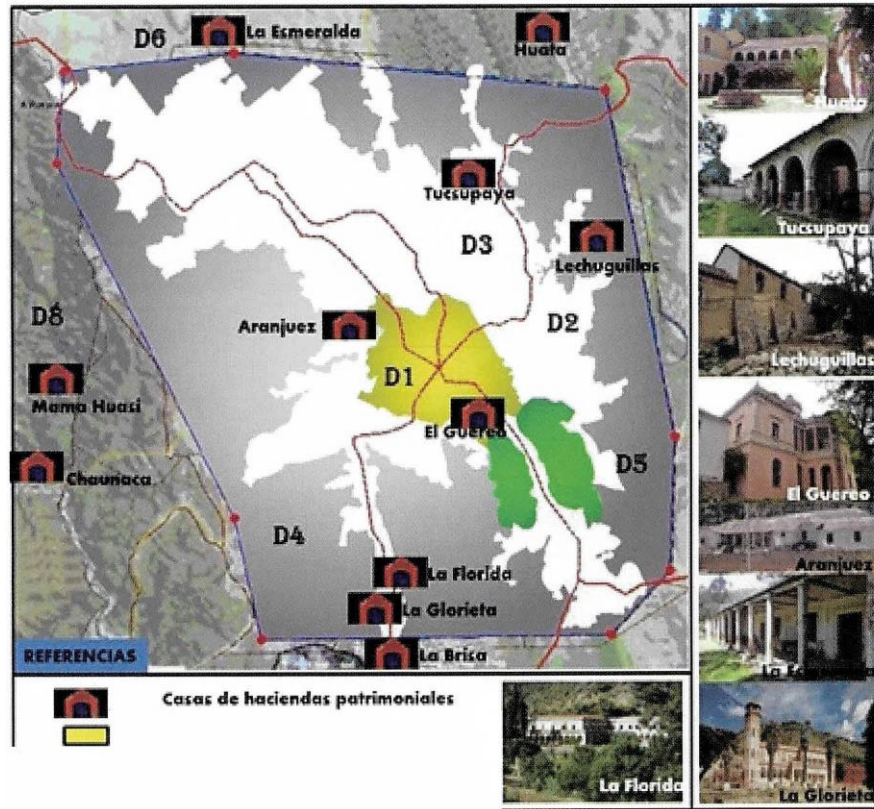 D6
La Esmeralda
Huata
Tucsupaya
D3
Lechuguillas
D8
Aranjuez
D2
D1
Mama Huasi
El Guereo
Chaunaca
D5
D4
La Florida
La Glorieta
La Brisa
REFERENCIAS
Casas de haciendas patrimoniales
Huata
Tucsupaya
Lechuguillas
El Guereo
Aranjuez
La Florida
La Glorieta